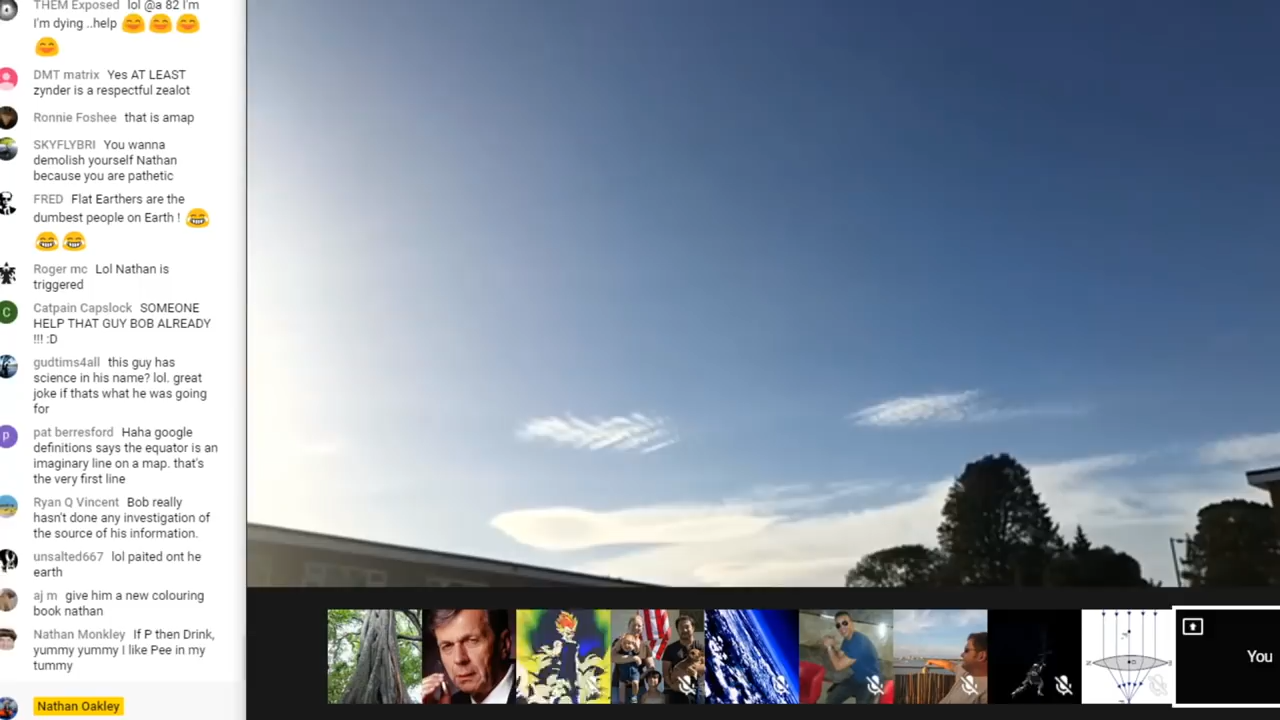 THEM Exposed lol @a 82 I'm
I'm dying ..help
DMT matrix Yes AT LEAST
zynder is a respectful zealot
Ronnie Foshee that is amap
SKYFLYBRI You wanna
demolish yourself Nathan
because you are pathetic
FRED Flat Earthers are the
dumbest people on Earth !
Roger mc Lol Nathan is
triggered
Catpain Capslock SOMEONE
HELP THAT GUY BOB ALREADY
!!! :D
gudtims4all this guy has
science in his name? lol. great
joke if thats what he was going
for
pat berresford Haha google
definitions says the equator is an
imaginary line on a map. that's
the very first line
Ryan Q Vincent Bob really
hasn't done any investigation of
the source of his information.
unsalted667 lol paited ont he
earth
aj m give him a new colouring
book nathan
Nathan Monkley If P then Drink,
yummy yummy I like Pee in my
tummy
Nathan Oakley
C
p
You